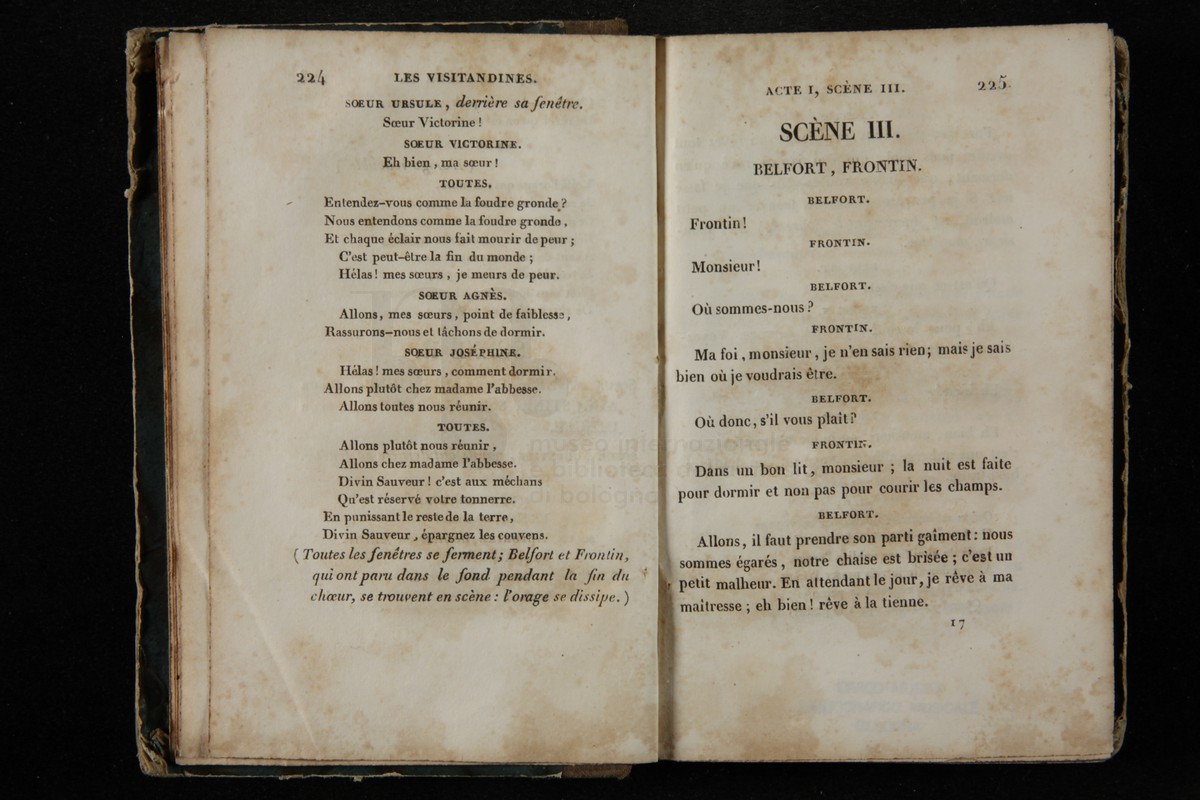 224
LES VISITANDINES.
SOEUR URSULE, derrière sa fenêtre.
Sœur Victorine !
SOEUR VICTORINE.
Eh bien, ma sœur !
TOUTES.
Entendez-vous comme la foudre gronde ?
Nous entendons comme la foudre gronde,
Et chaque éclair nous fait mourir de peur ;
C'est peut-être la fin du monde ;
Hélas ! mes sœurs, je meurs de peur.
SOEUR AGNÈS.
Allons, mes sœurs, point de faiblesse,
Rassurons-nous et tâchons de dormir.
SOEUR JOSÉPHINE.
Hélas ! mes sœurs, comment dormir.
Allons plutôt chez madame l'abbesse.
Allons toutes nous réunir.
TOUTES.
Allons plutôt nous réunir,
Allons chez madame l'abbesse.
Divin Sauveur ! c'est aux méchans
Qu'est réservé votre tonnerre.
En punissant le reste de la terre,
Divin Sauveur, épargnez les couvens.
( Toutes les fenêtres se ferment ; Belfort et Frontin,
qui ont paru dans le fond pendant la fin du
chœur, se trouvent en scène : l'orage se dissipe. )
ACTE I, SCÈNE III.
225
SCÈNE III.
BELFORT, FRONTIN.
BELFORT.
Frontin !
FRONTIN.
Monsieur !
BELFORT.
Où sommes-nous ?
FRONTIN.
Ma foi, monsieur, je n'en sais rien ; mais je sais
bien où je voudrais être.
BELFORT.
Où donc, s'il vous plaît ?
FRONTIN.
Dans un bon lit, monsieur ; la nuit est faite
pour dormir et non pas pour courir les champs.
BELFORT.
Allons, il faut prendre son parti gaîment : nous
sommes égarés, notre chaise est brisée ; c'est un
petit malheur. En attendant le jour, je rêve à ma
maîtresse ; eh bien ! rêve à la tienne.
17
museo internazionale
e biblioteca d
di bologna